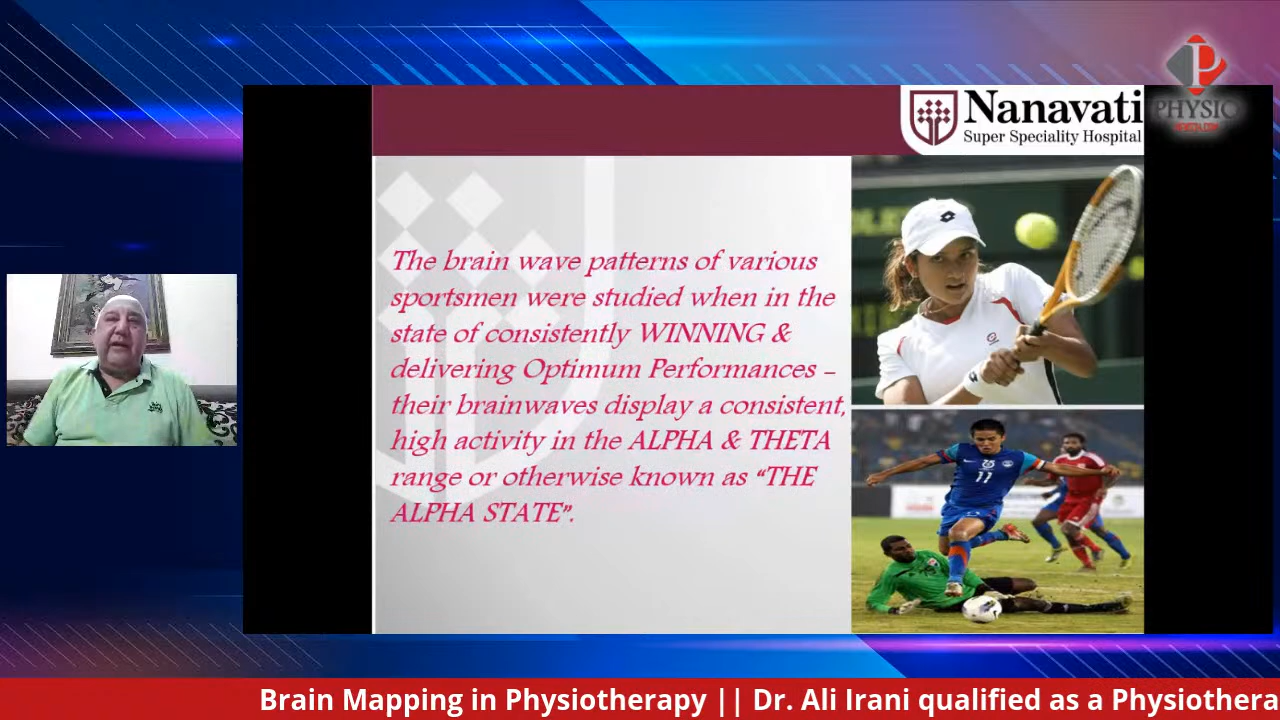 P
PHYSIO
Nanavati
Super Speciality Hospital
The brain wave patterns of various
sportsmen were studied when in the
state of consistently WINNING &
delivering Optimum Performances –
their brainwaves display a consistent,
high activity in the ALPHA & THETA
range or otherwise known as “THE
ALPHA STATE”.
11
Brain Mapping in Physiotherapy || Dr. Ali Irani qualified as a Physiothera